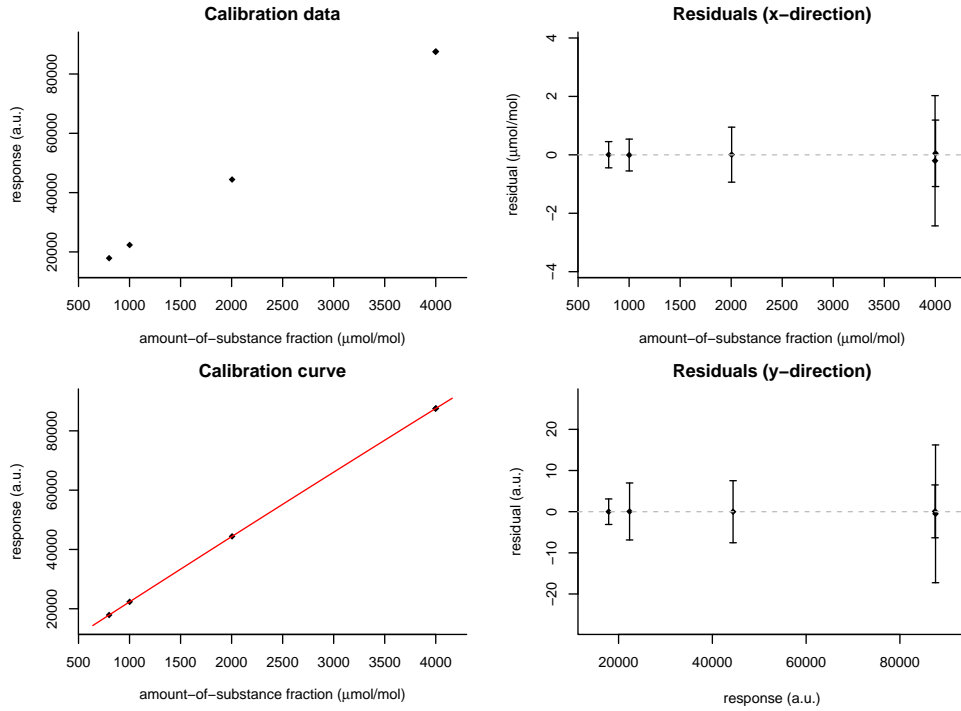 Calibration data
response (a.u.)
80000
60000
40000
20000
500 1000 1500 2000 2500 3000 3500 4000
amount−of−substance fraction (μmol/mol)
Residuals (x−direction)
residual (μmol/mol)
4
2
0
−2
−4
500 1000 1500 2000 2500 3000 3500 4000
amount−of−substance fraction (μmol/mol)
Calibration curve
response (a.u.)
80000
60000
40000
20000
500 1000 1500 2000 2500 3000 3500 4000
amount−of−substance fraction (μmol/mol)
Residuals (y−direction)
residual (a.u.)
20
10
0
−10
−20
20000 40000 60000 80000
response (a.u.)